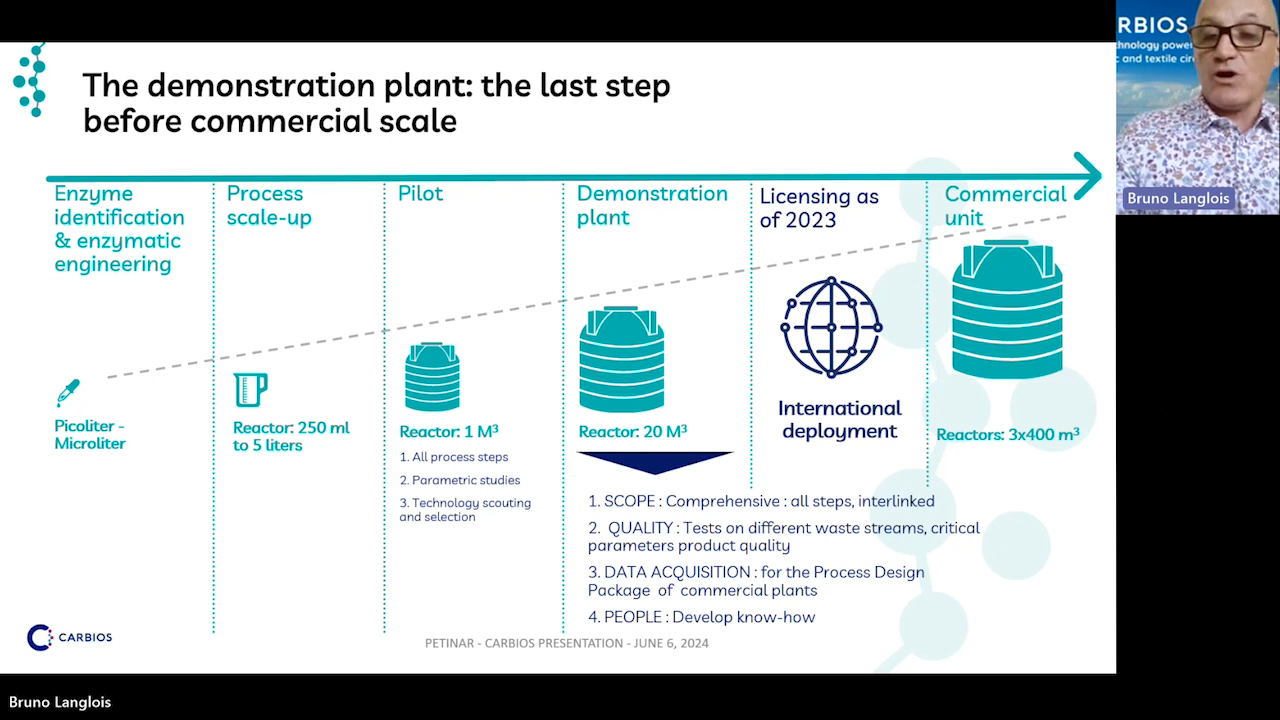 The demonstration plant: the last step
before commercial scale
Enzyme
identification
& enzymatic
engineering
Process
scale-up
Pilot
Demonstration
plant
Licensing as
of 2023
Commercial
unit
Picoliter -
Microliter
Reactor: 250 ml
to 5 liters
Reactor: 1 M³
1. All process steps
2. Parametric studies
3. Technology scouting
and selection
Reactor: 20 M³
International
deployment
Reactors: 3x400 m³
1. SCOPE : Comprehensive : all steps, interlinked
2. QUALITY : Tests on different waste streams, critical
parameters product quality
3. DATA ACQUISITION : for the Process Design
Package of commercial plants
4. PEOPLE : Develop know-how
CARBIOS
PETINAR - CARBIOS PRESENTATION - JUNE 6, 2024
RBIOS
and textile
Bruno Langlois
Bruno Langlois